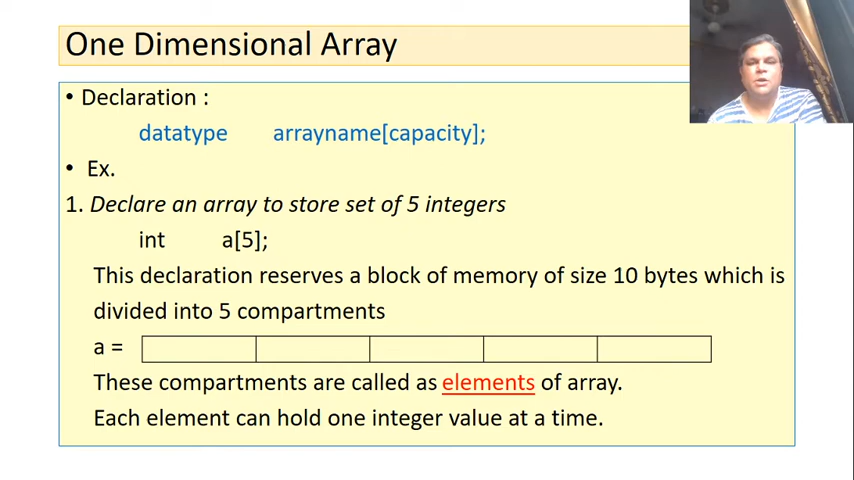 One Dimensional Array
• Declaration :
datatype arrayname[capacity];
• Ex.
1. Declare an array to store set of 5 integers
int a[5];
This declaration reserves a block of memory of size 10 bytes which is
divided into 5 compartments
a =
These compartments are called as elements of array.
Each element can hold one integer value at a time.